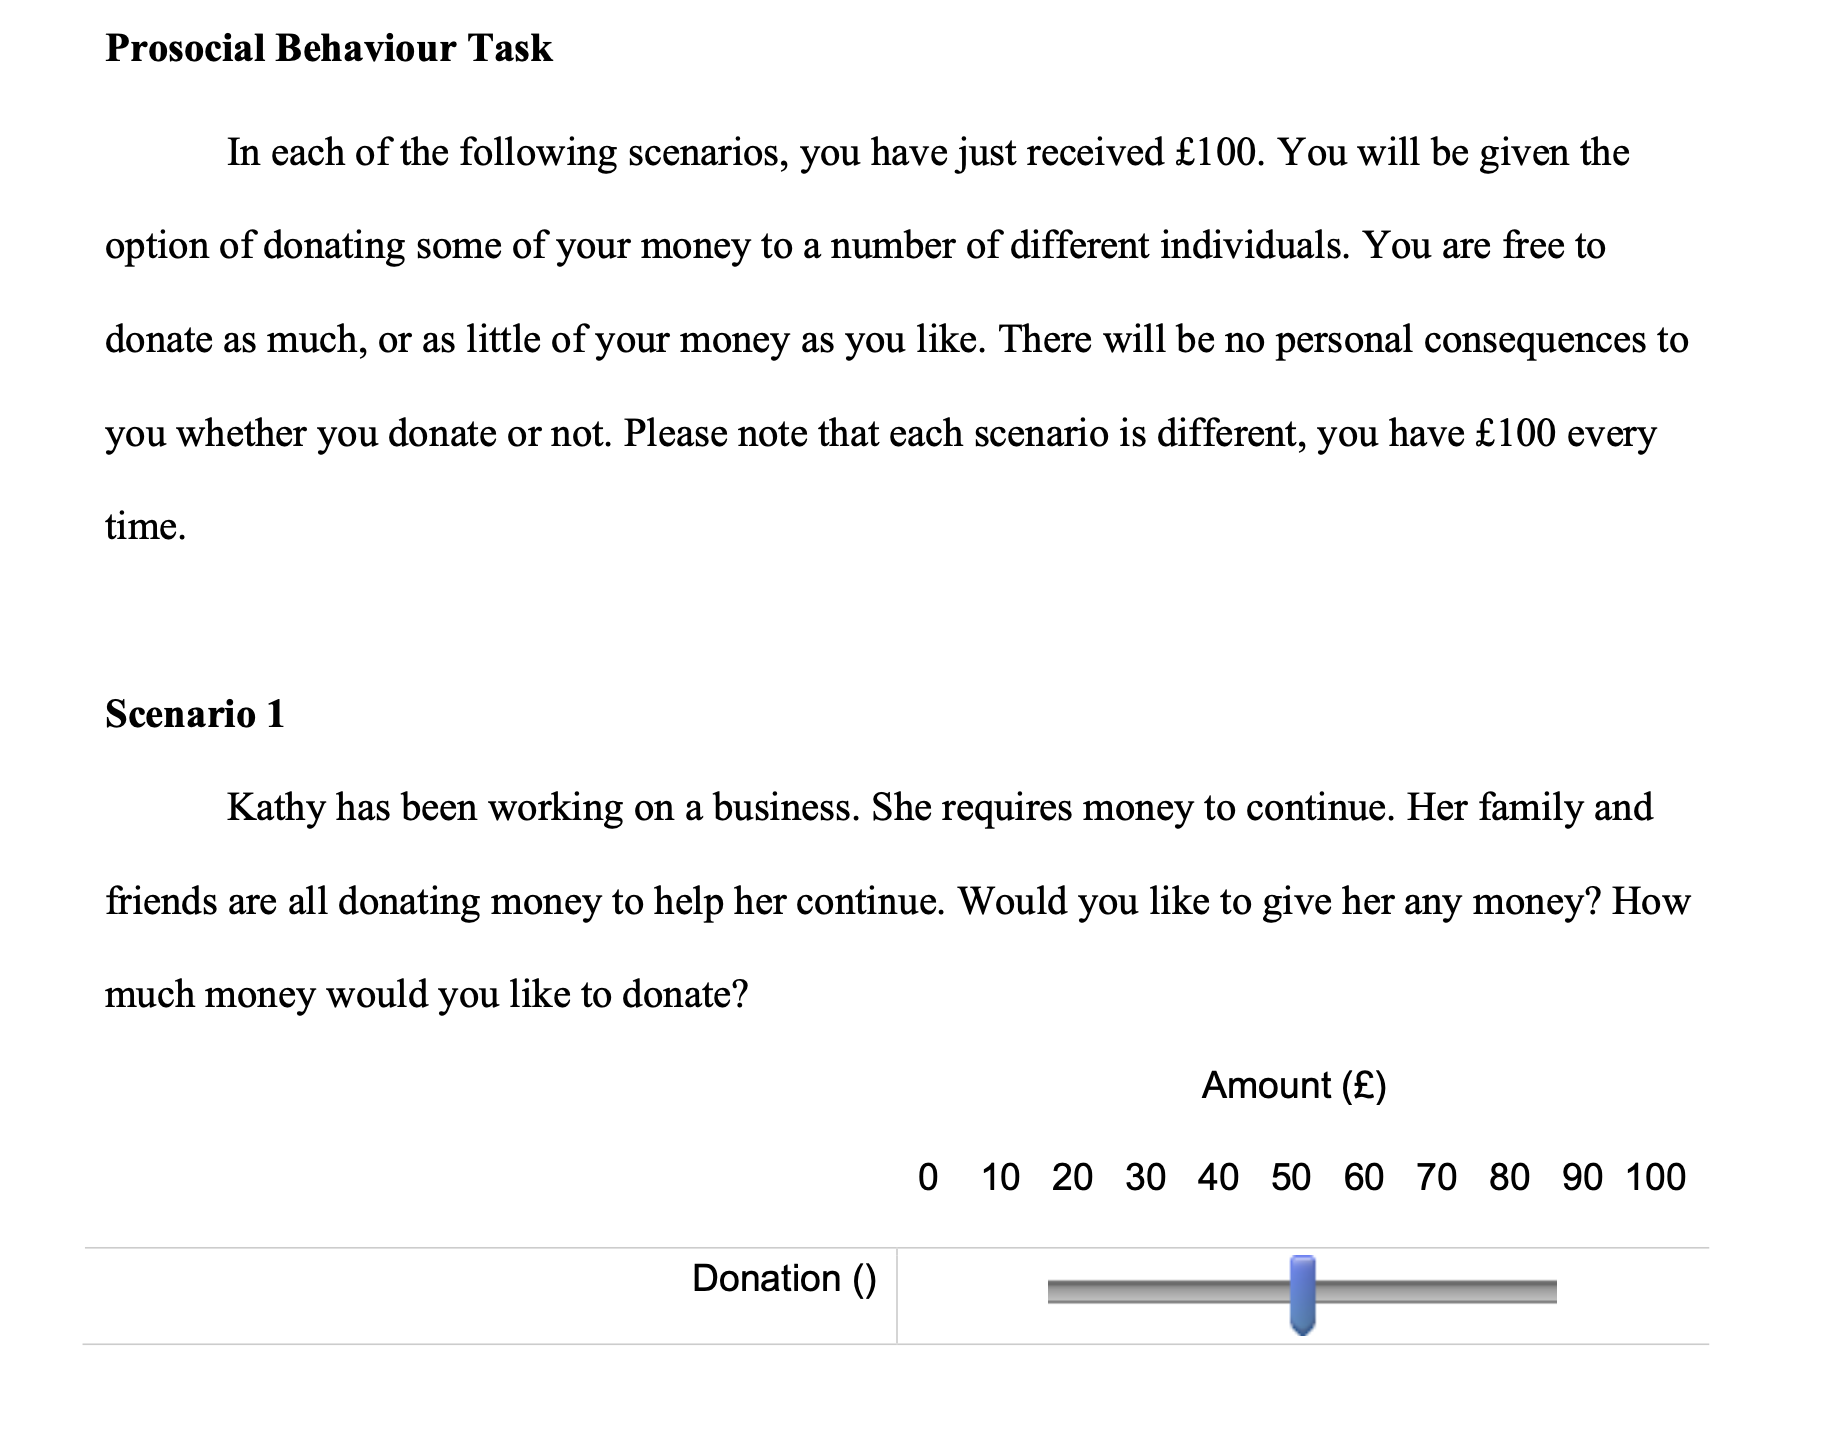 Prosocial Behaviour Task
In each of the following scenarios, you have just received £100. You will be given the
option of donating some of your money to a number of different individuals. You are free to
donate as much, or as little of your money as you like. There will be no personal consequences to
you whether you donate or not. Please note that each scenario is different, you have £100 every
time.
Scenario 1
Kathy has been working on a business. She requires money to continue. Her family and
friends are all donating money to help her continue. Would you like to give her any money? How
much money would you like to donate?
Amount (£)
0 10 20 30 40 50 60 70 80 90 100
Donation ()